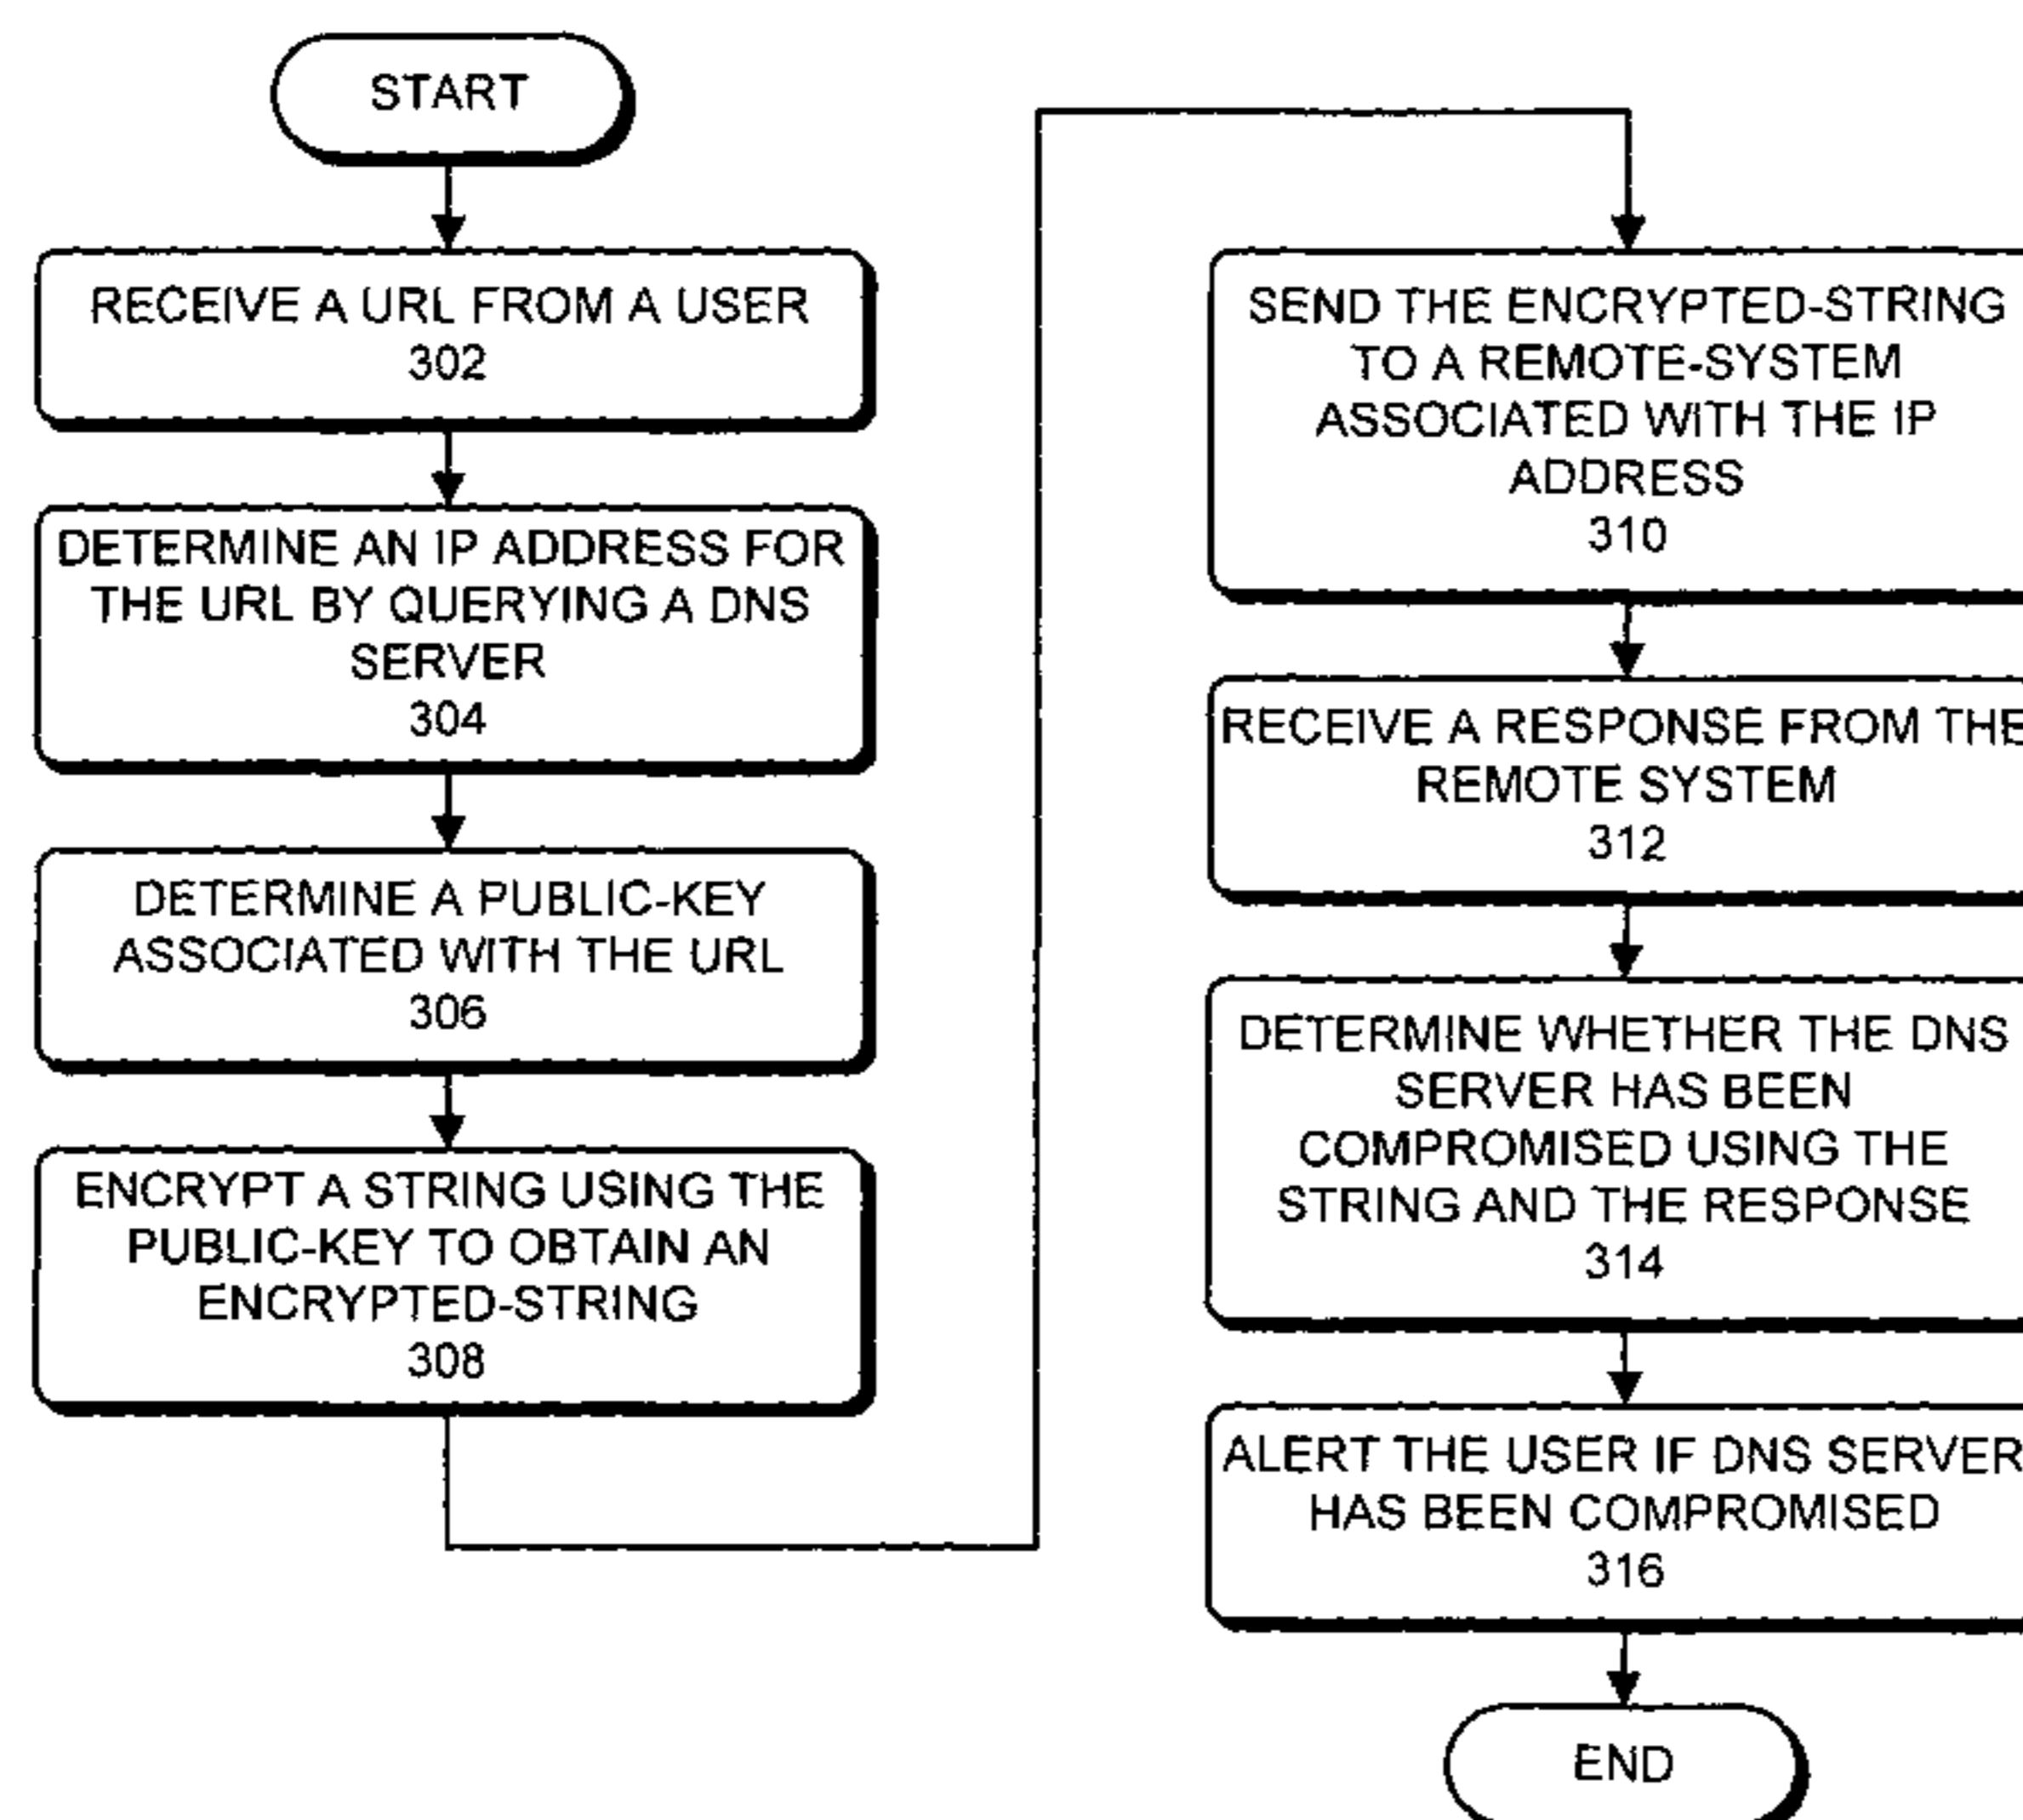 START
RECEIVE A URL FROM A USER
302
DETERMINE AN IP ADDRESS FOR
THE URL BY QUERYING A DNS
SERVER
304
DETERMINE A PUBLIC-KEY
ASSOCIATED WITH THE URL
306
ENCRYPT A STRING USING THE
PUBLIC-KEY TO OBTAIN AN
ENCRYPTED-STRING
308
SEND THE ENCRYPTED-STRING
TO A REMOTE-SYSTEM
ASSOCIATED WITH THE IP
ADDRESS
310
RECEIVE A RESPONSE FROM THE
REMOTE SYSTEM
312
DETERMINE WHETHER THE DNS
SERVER HAS BEEN
COMPROMISED USING THE
STRING AND THE RESPONSE
314
ALERT THE USER IF DNS SERVER
HAS BEEN COMPROMISED
316
END